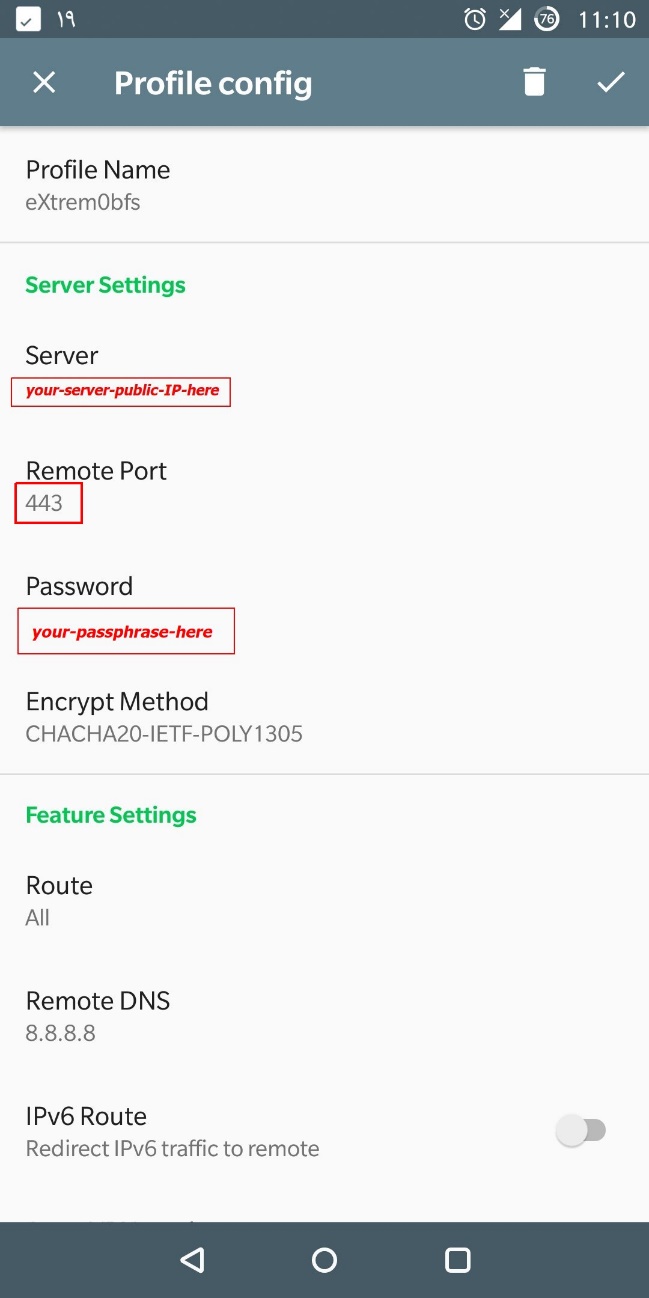 ۱۹ 76 11:10
Profile config
Profile Name
eXtrem0bfs
Server Settings
Server
your-server-public-IP-here
Remote Port
443
Password
your-passphrase-here
Encrypt Method
CHACHA20-IETF-POLY1305
Feature Settings
Route
All
Remote DNS
8.8.8.8
IPv6 Route
Redirect IPv6 traffic to remote